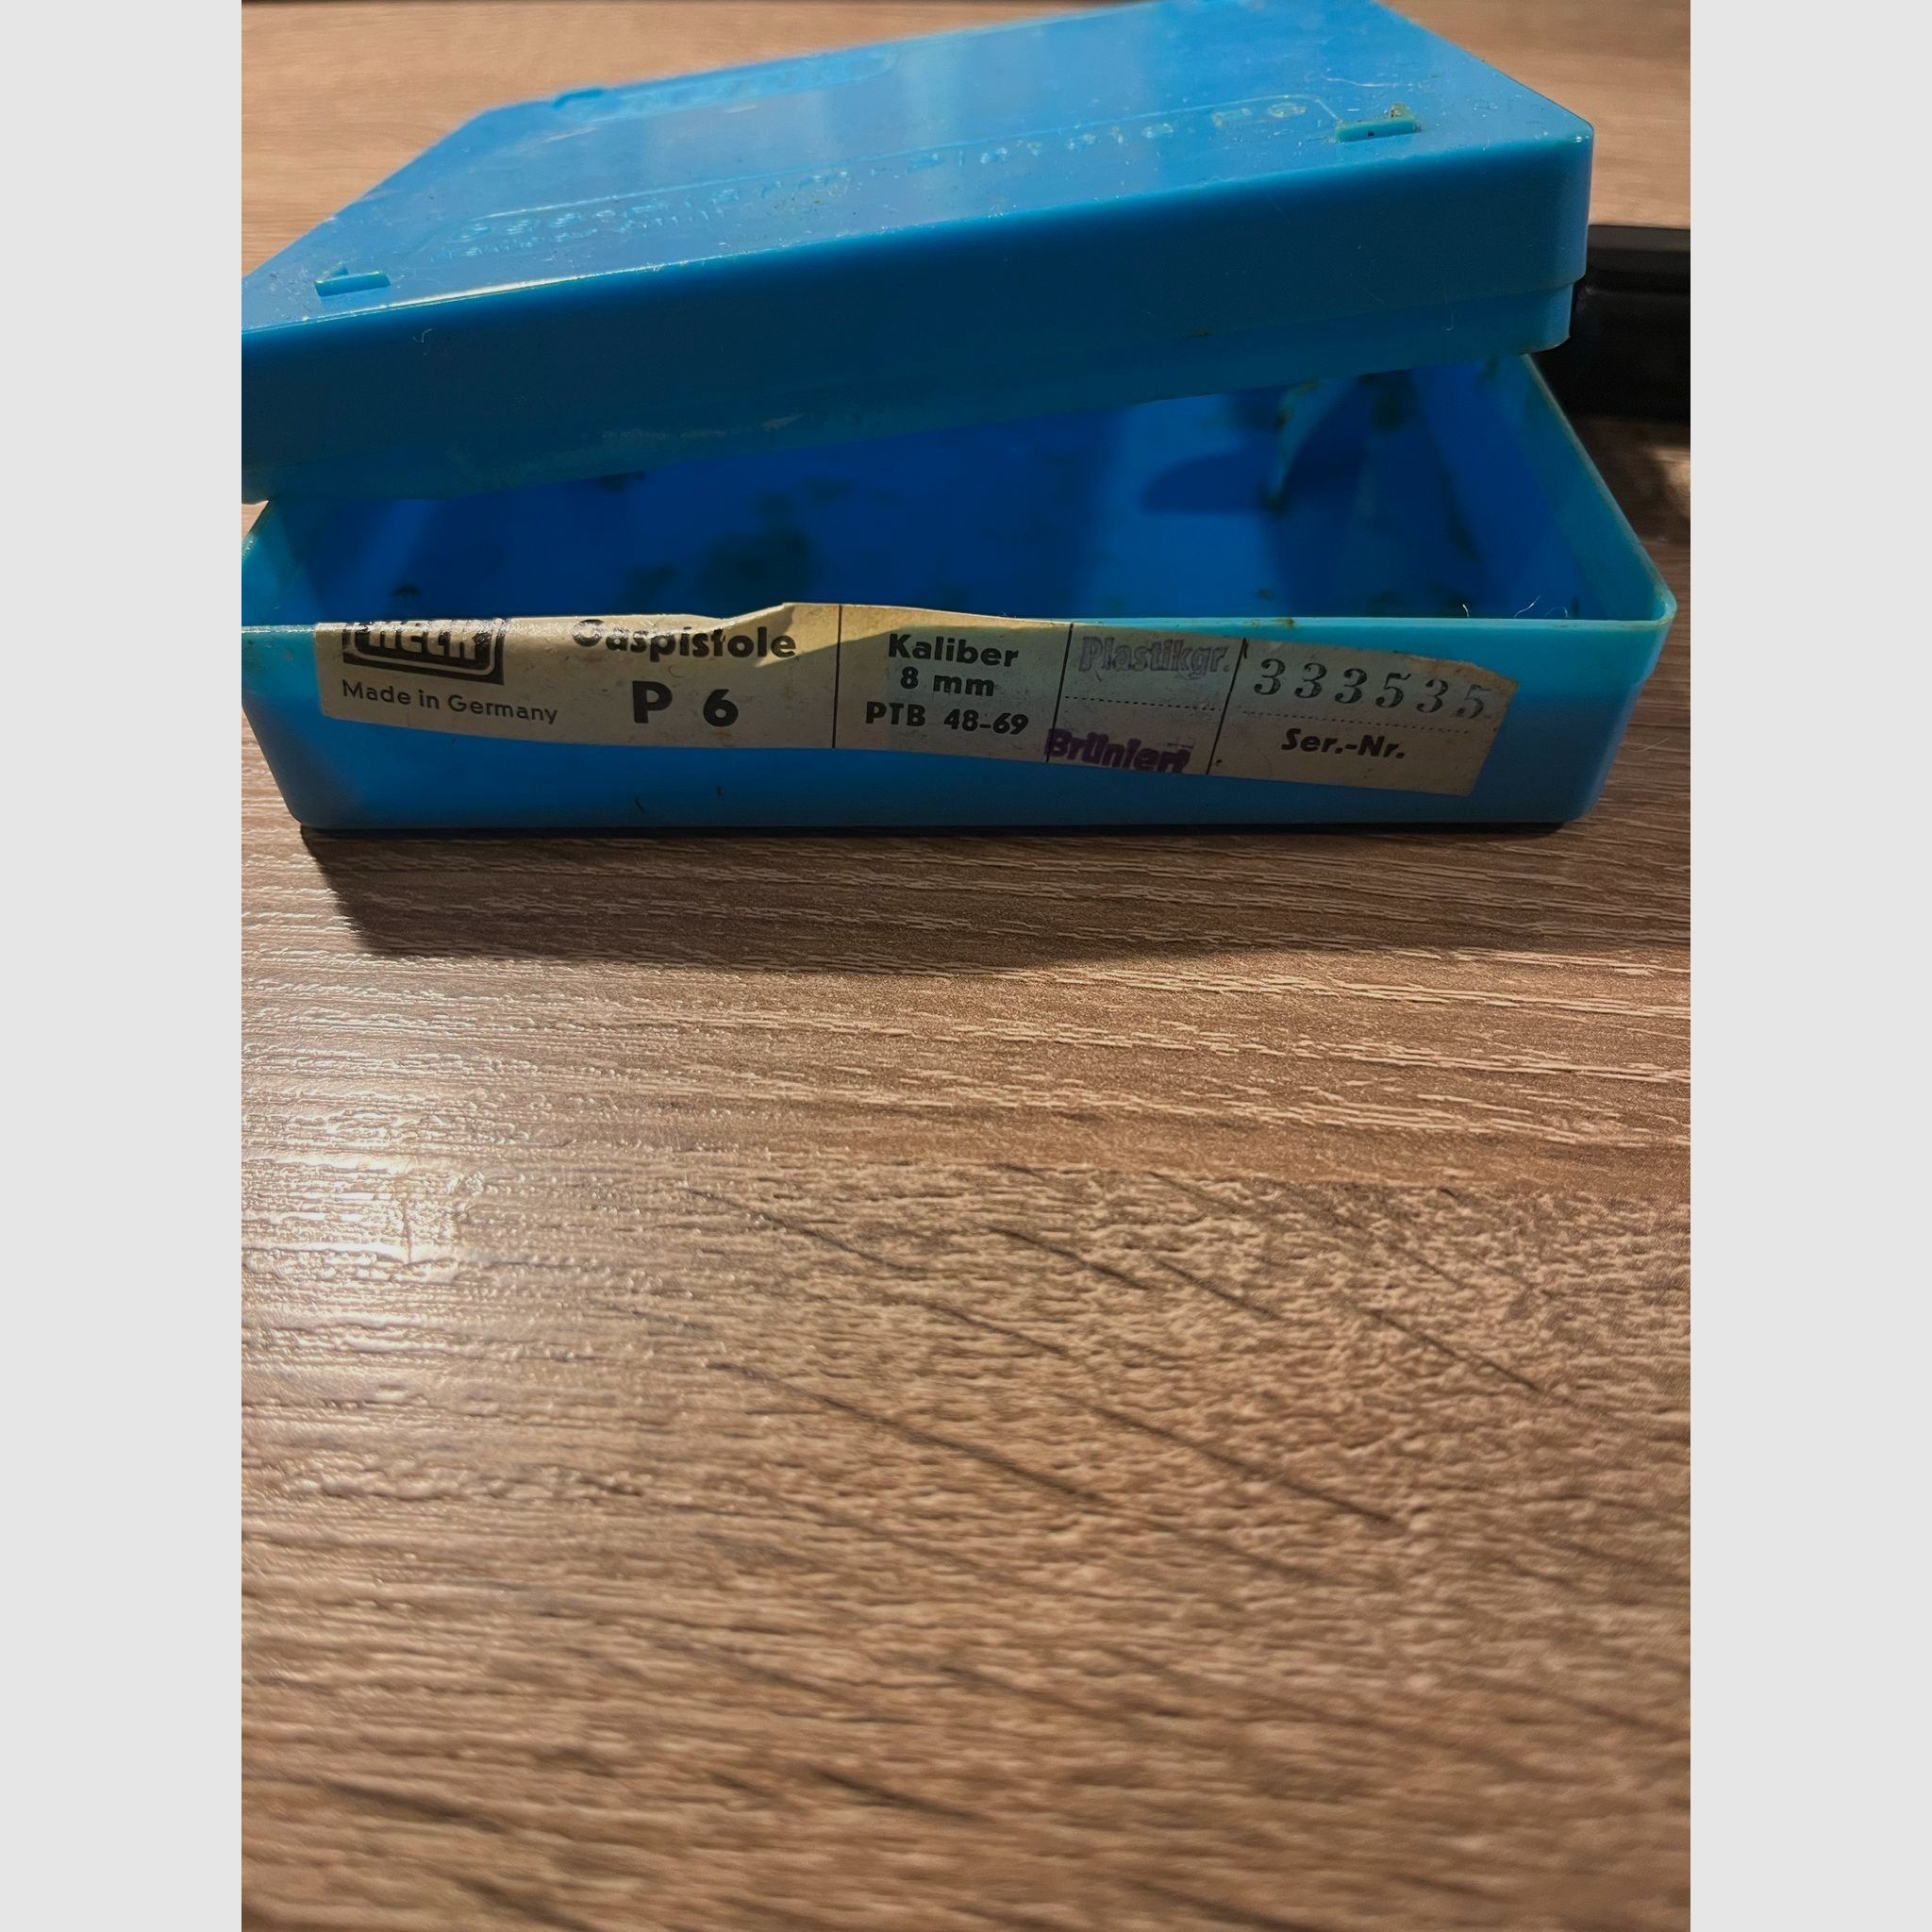 Made in Germany
Gaspistole
P 6
Kaliber
8 mm
PTB 48-69
Plastikgr.
Brüniert
333535
Ser.-Nr.